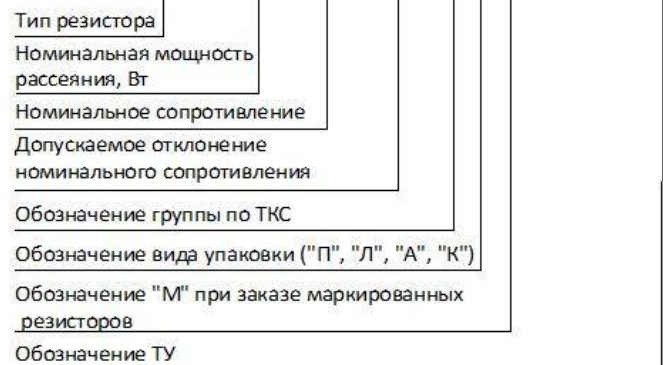 Тип резистора
Номинальная мощность
рассеяния, Вт
Номинальное сопротивление
Допускаемое отклонение
номинального сопротивления
Обозначение группы по ТКС
Обозначение вида упаковки ("П", "Л", "А", "К")
Обозначение "М" при заказе маркированных
резисторов
Обозначение ТУ